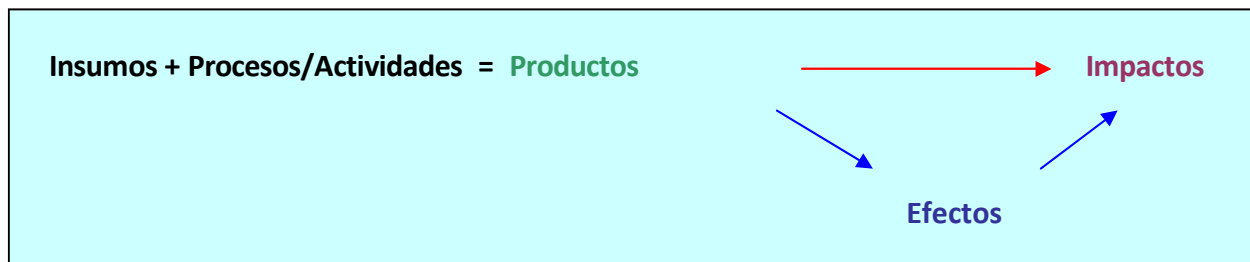 Insumos + Procesos/Actividades = Productos Impactos
Efectos